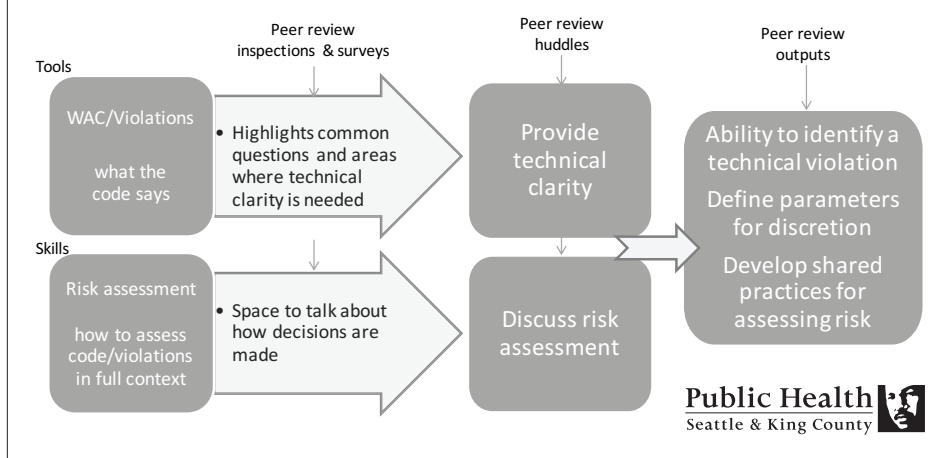 Peer review
inspections & surveys
Peer review
huddles
Peer review
outputs
Tools
WAC/Violations
what the
code says
• Highlights common
questions and areas
where technical
clarity is needed
Provide
technical
clarity
Ability to identify a
technical violation
Define parameters
for discretion
Develop shared
practices for
assessing risk
Skills
Risk assessment
how to assess
code/violations
in full context
• Space to talk about
how decisions are
made
Discuss risk
assessment
Public Health
Seattle & King County